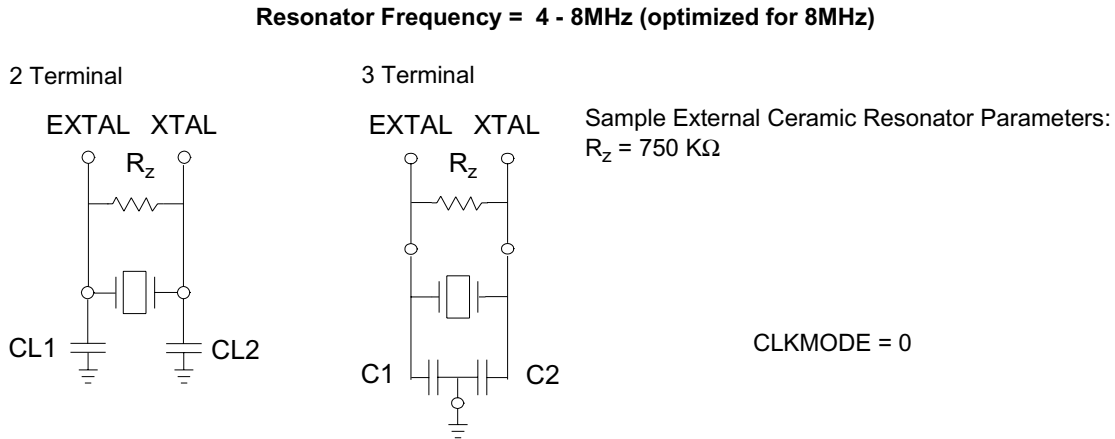 Resonator Frequency = 4 - 8MHz (optimized for 8MHz)
2 Terminal
3 Terminal
EXTAL XTAL
EXTAL XTAL
Sample External Ceramic Resonator Parameters:
Rz = 750 KΩ
Rz
Rz
CL1
CL2
C1
C2
CLKMODE = 0